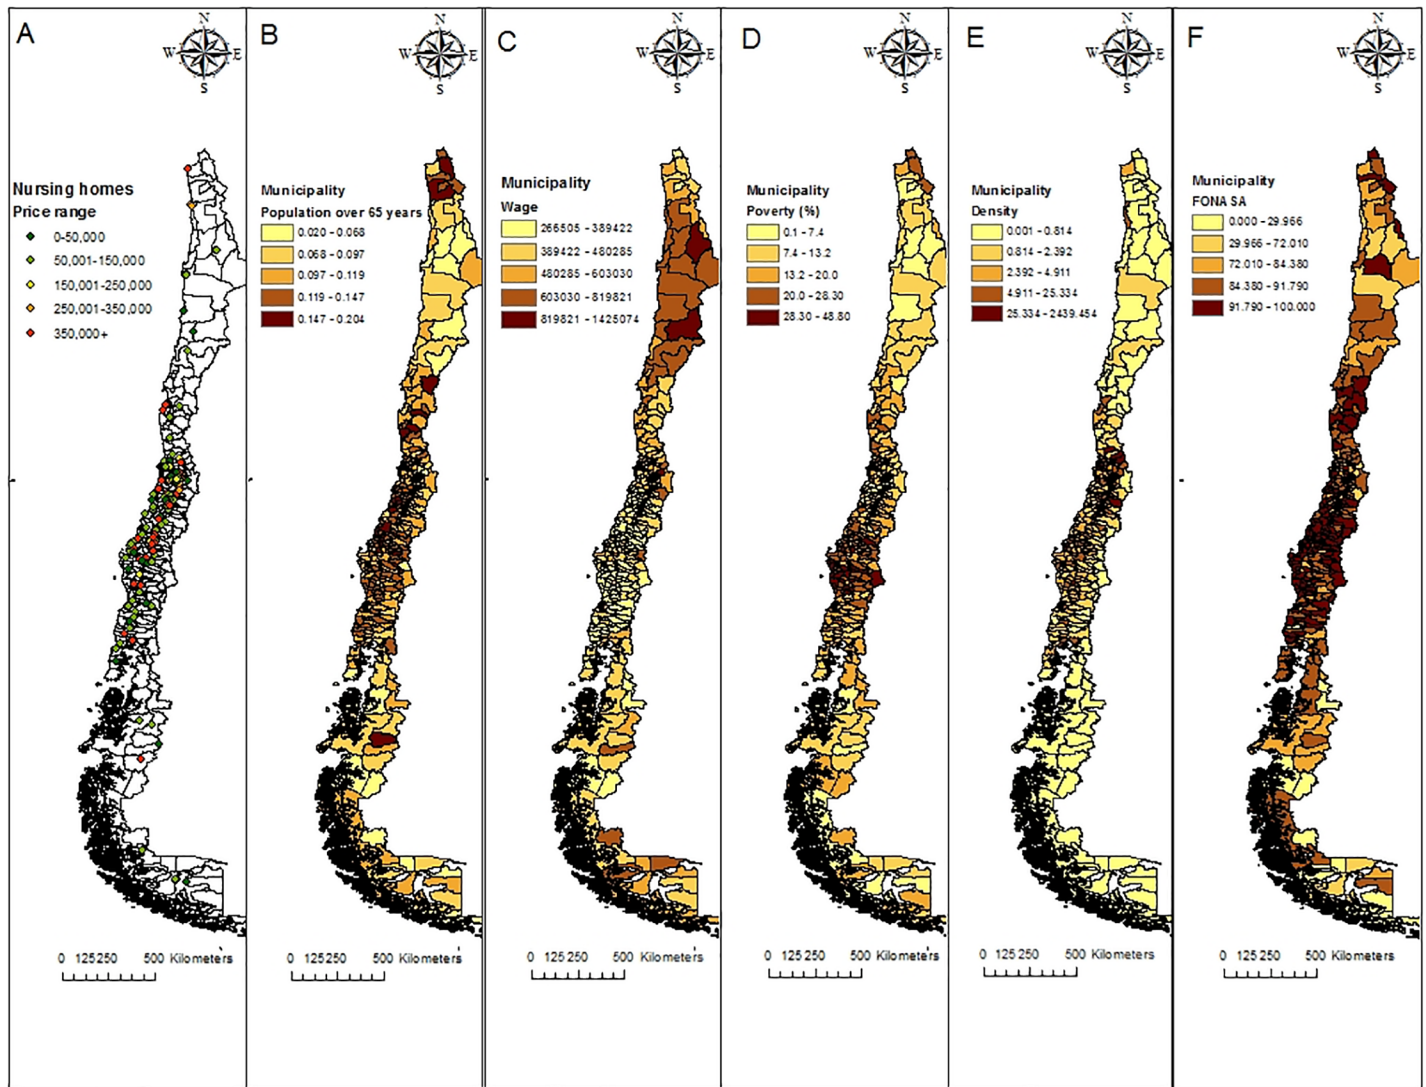 A
N
W E
S
Nursing homes
Price range
0-50,000
50,001-150,000
150,001-250,000
250,001-350,000
350,000+
0 125 250 500 Kilometers
B
N
W E
S
Municipality
Population over 65 years
0.020 - 0.068
0.068 - 0.097
0.097 - 0.119
0.119 - 0.147
0.147 - 0.204
0 125 250 500 Kilometers
C
N
W E
S
Municipality
Wage
266505 - 389422
389422 - 480285
480285 - 603030
603030 - 819821
819821 - 1425074
0 125 250 500 Kilometers
D
N
W E
S
Municipality
Poverty (%)
0.1 - 7.4
7.4 - 13.2
13.2 - 20.0
20.0 - 28.30
28.30 - 48.80
0 125 250 500 Kilometers
E
N
W E
S
Municipality
Density
0.001 - 0.814
0.814 - 2.392
2.392 - 4.911
4.911 - 25.334
25.334 - 2439.454
0 125 250 500 Kilometers
F
N
W E
S
Municipality
FONA SA
0.000 - 29.966
29.966 - 72.010
72.010 - 84.380
84.380 - 91.790
91.790 - 100.000
0 125 250 500 Kilometers